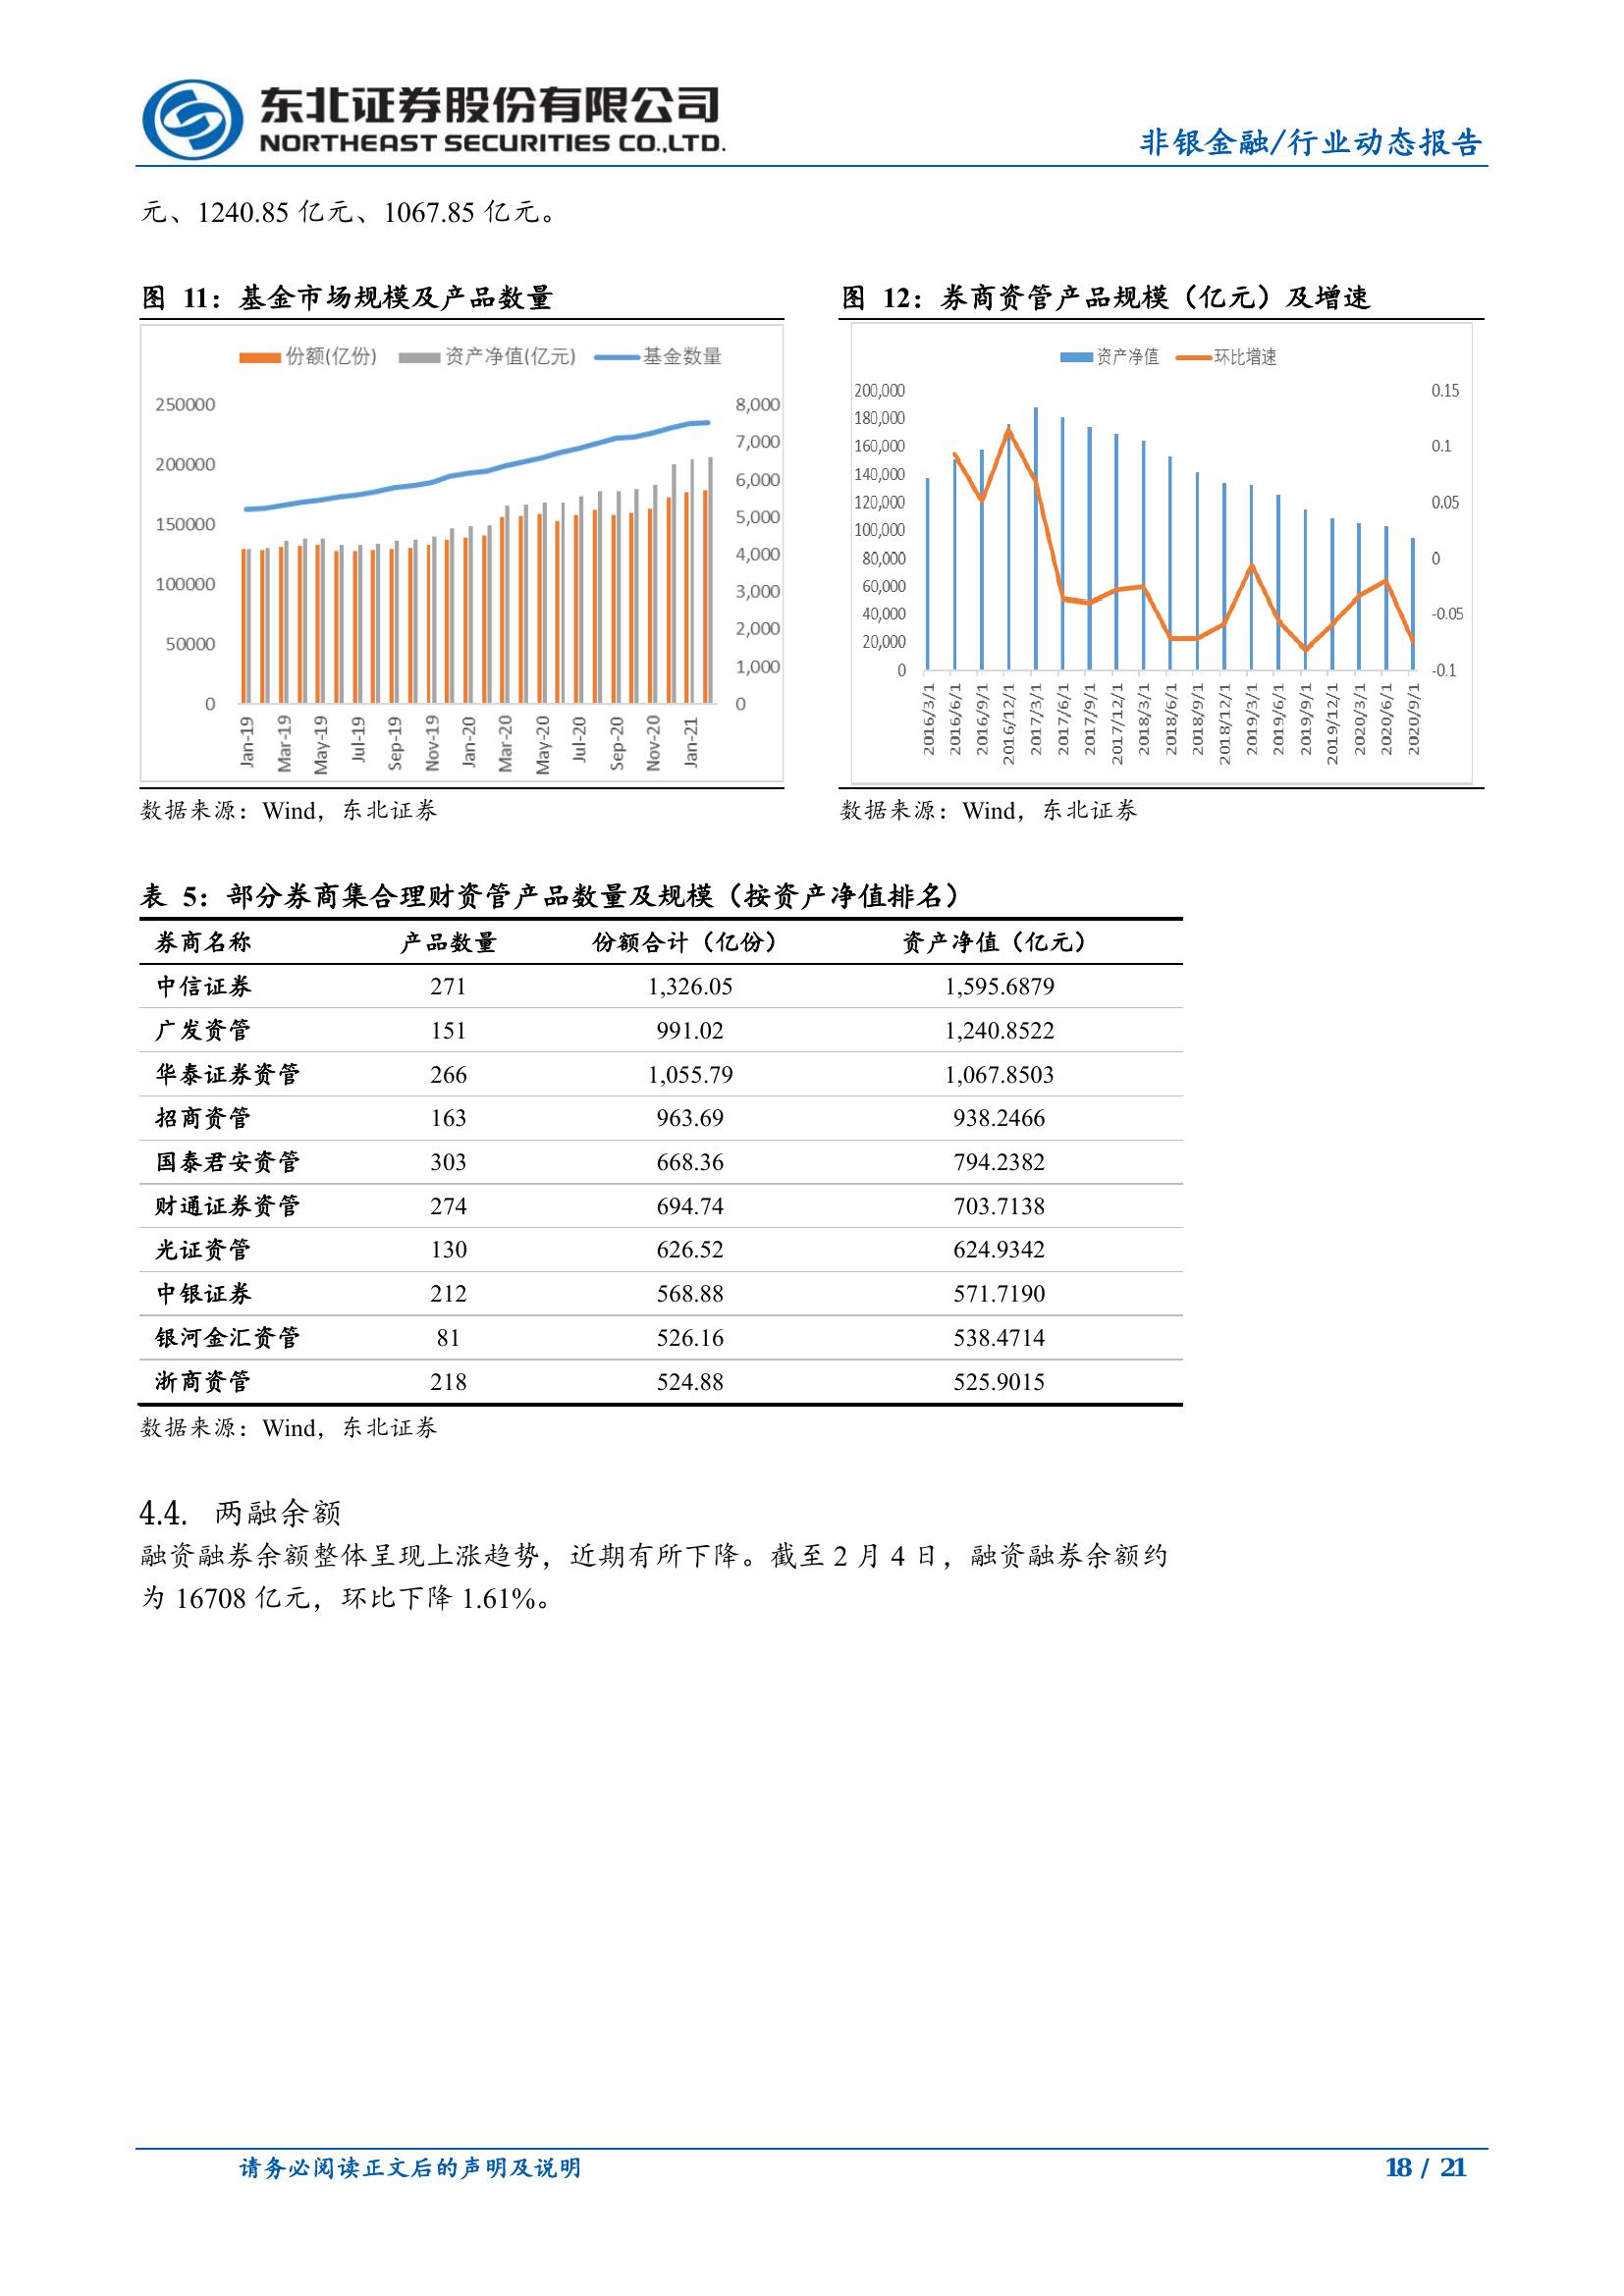 东北证券股份有限公司
NORTHEAST SECURITIES CO.,LTD.
非银金融/行业动态报告
元、1240.85 亿元、1067.85 亿元。
图 11：基金市场规模及产品数量
份额(亿份) 资产净值(亿元) 基金数量
250000
200000
150000
100000
50000
0
8,000
7,000
6,000
5,000
4,000
3,000
2,000
1,000
0
Jan-19 Mar-19 May-19 Jul-19 Sep-19 Nov-19 Jan-20 Mar-20 May-20 Jul-20 Sep-20 Nov-20 Jan-21
数据来源：Wind，东北证券
图 12：券商资管产品规模（亿元）及增速
资产净值 环比增速
200,000
180,000
160,000
140,000
120,000
100,000
80,000
60,000
40,000
20,000
0
0.15
0.1
0.05
0
-0.05
-0.1
2016/3/1 2016/6/1 2016/9/1 2016/12/1 2017/3/1 2017/6/1 2017/9/1 2017/12/1 2018/3/1 2018/6/1 2018/9/1 2018/12/1 2019/3/1 2019/6/1 2019/9/1 2019/12/1 2020/3/1 2020/6/1 2020/9/1
数据来源：Wind，东北证券
表 5：部分券商集合理财资管产品数量及规模（按资产净值排名）
券商名称 产品数量 份额合计（亿份） 资产净值（亿元）
中信证券 271 1,326.05 1,595.6879
广发资管 151 991.02 1,240.8522
华泰证券资管 266 1,055.79 1,067.8503
招商资管 163 963.69 938.2466
国泰君安资管 303 668.36 794.2382
财通证券资管 274 694.74 703.7138
光证资管 130 626.52 624.9342
中银证券 212 568.88 571.7190
银河金汇资管 81 526.16 538.4714
浙商资管 218 524.88 525.9015
数据来源：Wind，东北证券
4.4. 两融余额
融资融券余额整体呈现上涨趋势，近期有所下降。截至 2 月 4 日，融资融券余额约
为 16708 亿元，环比下降 1.61%。
请务必阅读正文后的声明及说明
18 / 21